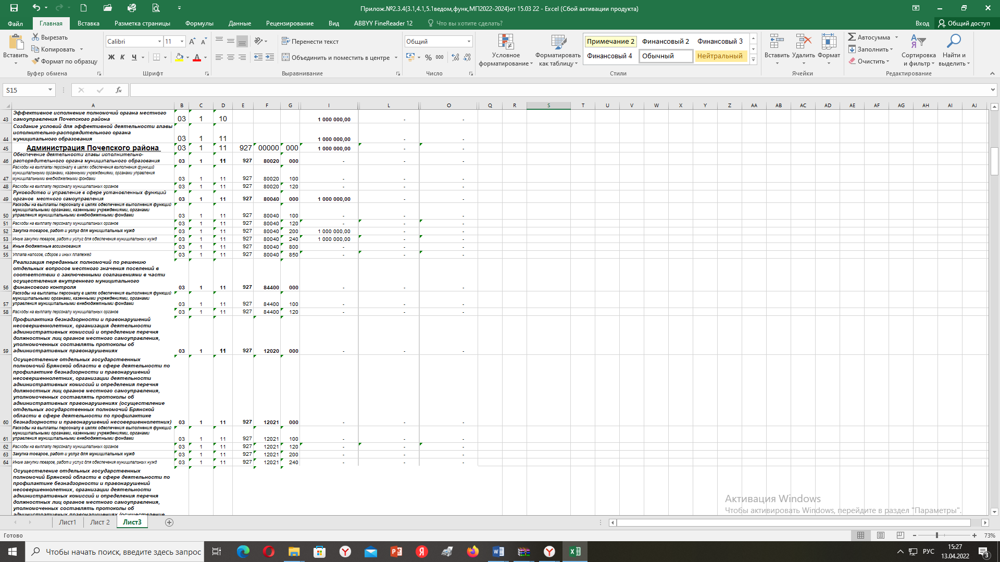 Прилож.№2.3.4(3.1,4.1,5.1ведом,функ,МП2022-2024)от 15.03 22 - Excel (Сбой активации продукта)
Файл Главная Вставка Разметка страницы Формулы Данные Рецензирование Вид ABBYY FineReader 12 Что вы хотите сделать? Вход Общий доступ
Вставить
Вырезать
Копировать
Формат по образцу
Буфер обмена
Calibri 11
Ж К Ч
Шрифт
Перенести текст
Объединить и поместить в центре
Выравнивание
Общий
% 000
Число
Условное форматирование
Форматировать как таблицу
Примечание 2 Финансовый 2 Финансовый 3
Финансовый 4 Обычный Нейтральный
Стили
Вставить Удалить Формат
Ячейки
Автосумма
Заполнить
Очистить
Сортировка и фильтр
Найти и выделить
Редактирование
S15 fx
A B C D E F G I L O Q R S T U V W X Y Z AA AB AC AD AE AF AG AH AI AJ
Эффективное исполнение полномочий органа местного
43 самоуправления Почепского района 03 1 10 1 000 000,00 - -
Создание условий для эффективной деятельности главы
исполнительно-распорядительного органа
44 муниципального образования 03 1 11 1 000 000,00 - -
45 Администрация Почепского района 03 1 11 927 00000 000 1 000 000,00 - -
Обеспечение деятельности главы исполнительно-
46 распорядительного органа муниципального образования 03 1 11 927 80020 000 - - -
Расходы на выплаты персоналу в целях обеспечения выполнения функций
муниципальными органами, казенными учреждениями, органами управления
47 муниципальными внебюджетными фондами 03 1 11 927 80020 100 - - -
48 Расходы на выплату персоналу муниципальных органов 03 1 11 927 80020 120 - - -
Руководство и управление в сфере установленных функций
49 органов местного самоуправления 03 1 11 927 80040 000 1 000 000,00 - -
Расходы на выплаты персоналу в целях обеспечения выполнения функций
муниципальными органами, казенными учреждениями, органами
50 управления муниципальными внебюджетными фондами 03 1 11 927 80040 100 - - -
51 Расходы на выплату персоналу муниципальных органов 03 1 11 927 80040 120 - - -
52 Закупка товаров, работ и услуг для муниципальных нужд 03 1 11 927 80040 200 1 000 000,00 - -
53 Иные закупки товаров, работ и услуг для обеспечения муниципальных нужд 03 1 11 927 80040 240 1 000 000,00 - -
54 Иные бюджетные ассигнования 03 1 11 927 80040 800 - - -
55 Уплата налогов, сборов и иных платежей 03 1 11 927 80040 850 - - -
Реализация переданных полномочий по решению
отдельных вопросов местного значения поселений в
соответствии с заключенными соглашениями в части
осуществления внутреннего муниципального
56 финансового контроля 03 1 11 927 84400 000 - - -
Расходы на выплаты персоналу в целях обеспечения выполнения функций
муниципальными органами, казенными учреждениями, органами
57 управления муниципальными внебюджетными фондами 03 1 11 927 84400 100 - - -
58 Расходы на выплату персоналу муниципальных органов 03 1 11 927 84400 120 - - -
Профилактика безнадзорности и правонарушений
несовершеннолетних, организация деятельности
административных комиссий и определение перечня
должностных лиц органов местного самоуправления,
уполномоченных составлять протоколы об
59 административных правонарушениях 03 1 11 927 12020 000 - - -
Осуществление отдельных государственных
полномочий Брянской области в сфере деятельности по
профилактике безнадзорности и правонарушений
несовершеннолетних, организации деятельности
административных комиссий и определения перечня
должностных лиц органов местного самоуправления,
уполномоченных составлять протоколы об
административных правонарушениях (осуществление
отдельных государственных полномочий Брянской
области в сфере деятельности по профилактике
60 безнадзорности и правонарушений несовершеннолетних) 03 1 11 927 12021 000 - - -
Расходы на выплаты персоналу в целях обеспечения выполнения функций
муниципальными органами, казенными учреждениями, органами
61 управления муниципальными внебюджетными фондами 03 1 11 927 12021 100 - - -
62 Расходы на выплату персоналу муниципальных органов 03 1 11 927 12021 120 - - -
63 Закупка товаров, работ и услуг для муниципальных нужд 03 1 11 927 12021 200 - - -
64 Иные закупки товаров, работ и услуг для обеспечения муниципальных нужд 03 1 11 927 12021 240 - - -
Осуществление отдельных государственных
полномочий Брянской области в сфере деятельности по
профилактике безнадзорности и правонарушений
несовершеннолетних, организации деятельности
административных комиссий и определения перечня
должностных лиц органов местного самоуправления,
уполномоченных составлять протоколы об
административных правонарушениях (осуществление
Активация Windows
Чтобы активировать Windows, перейдите в раздел "Параметры".
Лист1 Лист 2 Лист3
Готово 73%
Чтобы начать поиск, введите здесь запрос
РУС 15:27
13.04.2022 3